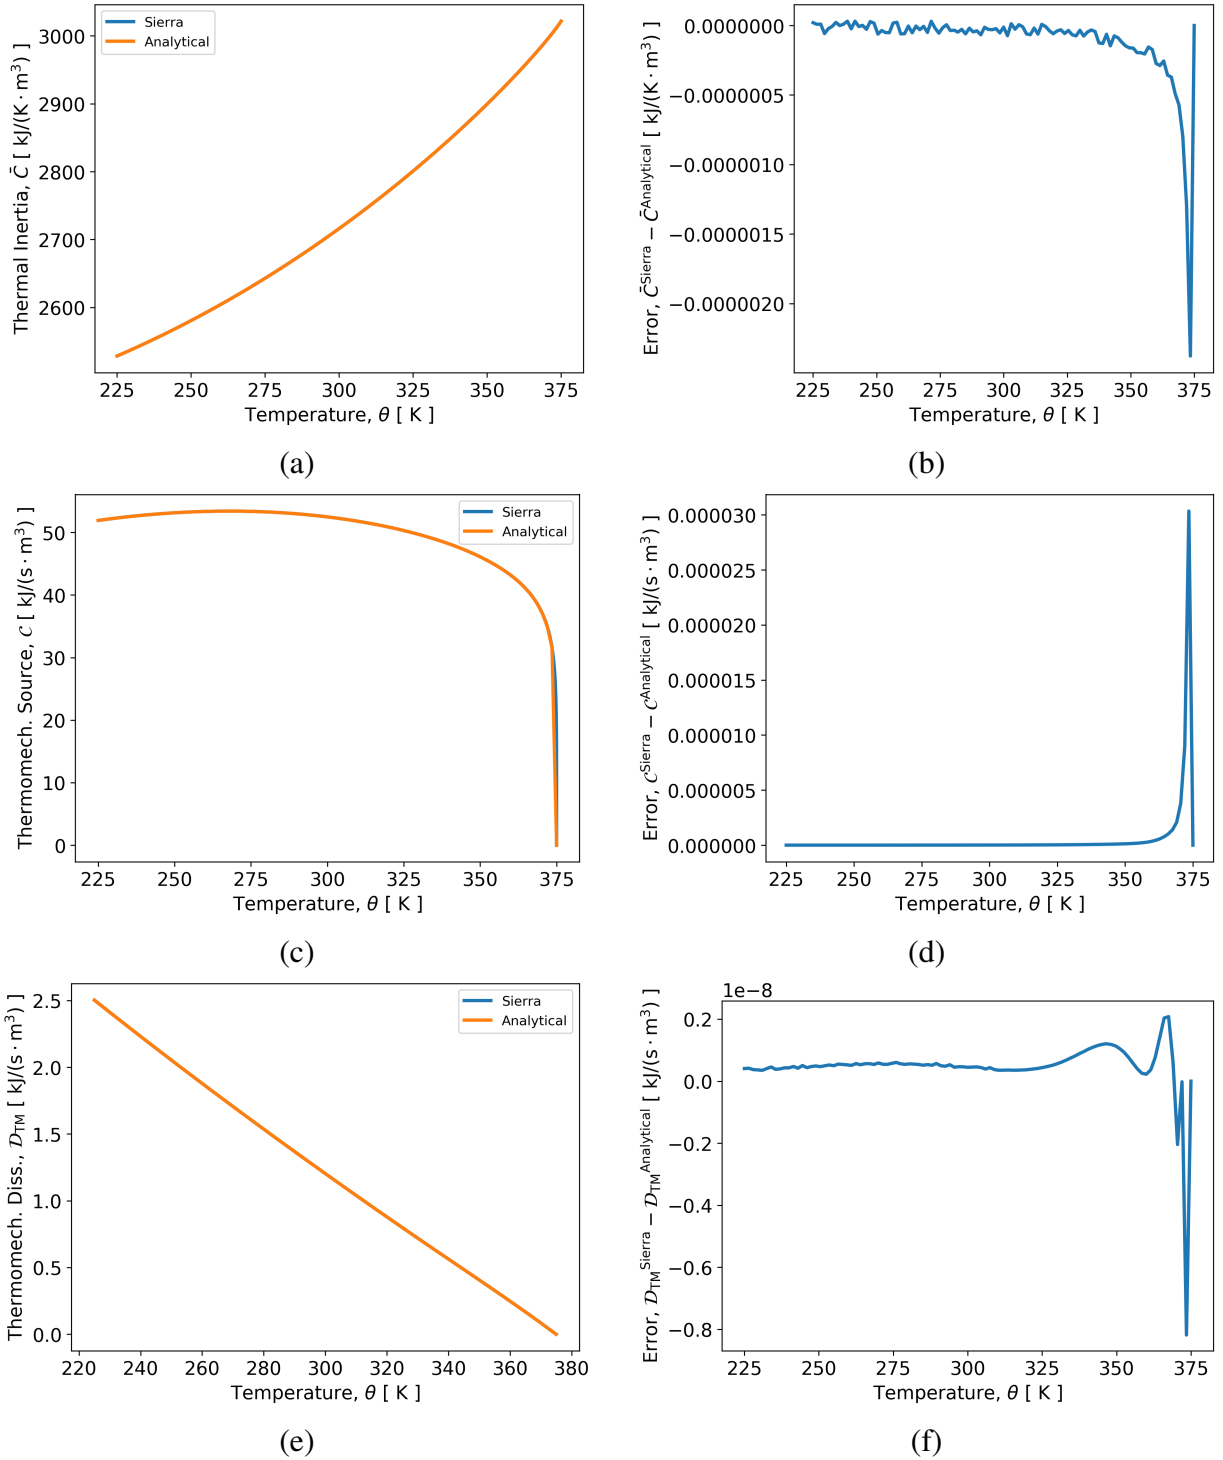 Thermal Inertia, C̄ [ kJ/(K · m³) ]
3000
2900
2800
2700
2600
Sierra
Analytical
225 250 275 300 325 350 375
Temperature, θ [ K ]
(a)
Error, C̄^Sierra − C̄^Analytical [ kJ/(K · m³) ]
0.0000000
−0.0000005
−0.0000010
−0.0000015
−0.0000020
225 250 275 300 325 350 375
Temperature, θ [ K ]
(b)
Thermomech. Source, 𝒞 [ kJ/(s · m³) ]
50
40
30
20
10
0
Sierra
Analytical
225 250 275 300 325 350 375
Temperature, θ [ K ]
(c)
Error, 𝒞^Sierra − 𝒞^Analytical [ kJ/(s · m³) ]
0.000030
0.000025
0.000020
0.000015
0.000010
0.000005
0.000000
225 250 275 300 325 350 375
Temperature, θ [ K ]
(d)
Thermomech. Diss., 𝒟_TM [ kJ/(s · m³) ]
2.5
2.0
1.5
1.0
0.5
0.0
Sierra
Analytical
220 240 260 280 300 320 340 360 380
Temperature, θ [ K ]
(e)
Error, 𝒟_TM^Sierra − 𝒟_TM^Analytical [ kJ/(s · m³) ]
1e−8
0.2
0.0
−0.2
−0.4
−0.6
−0.8
225 250 275 300 325 350 375
Temperature, θ [ K ]
(f)